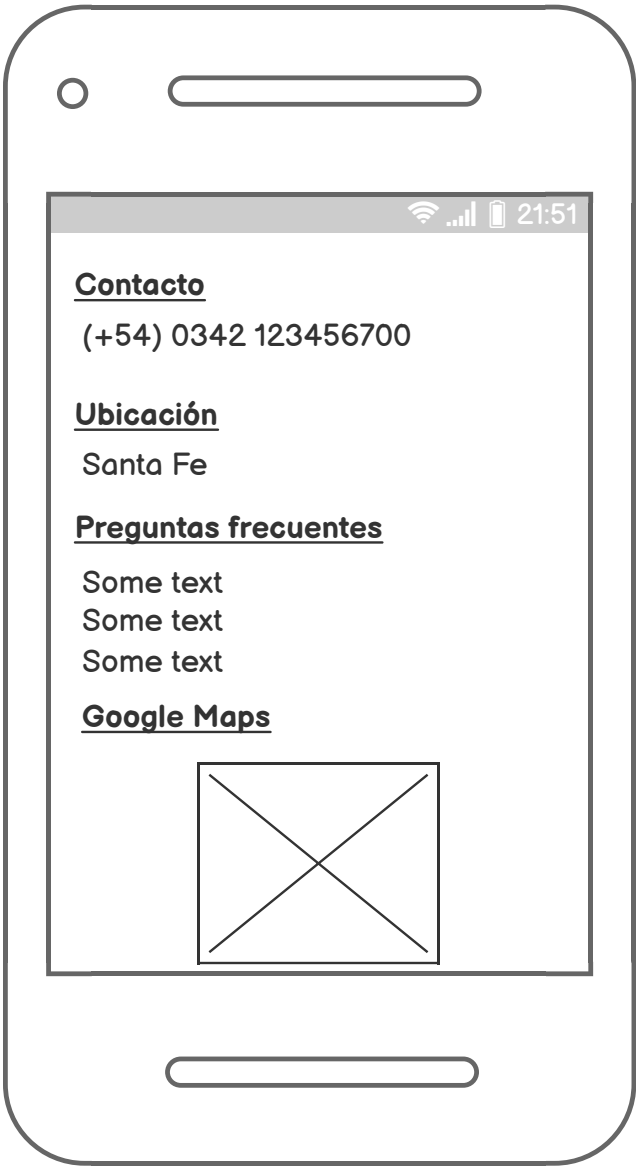 21:51
Contacto
(+54) 0342 123456700
Ubicación
Santa Fe
Preguntas frecuentes
Some text
Some text
Some text
Google Maps